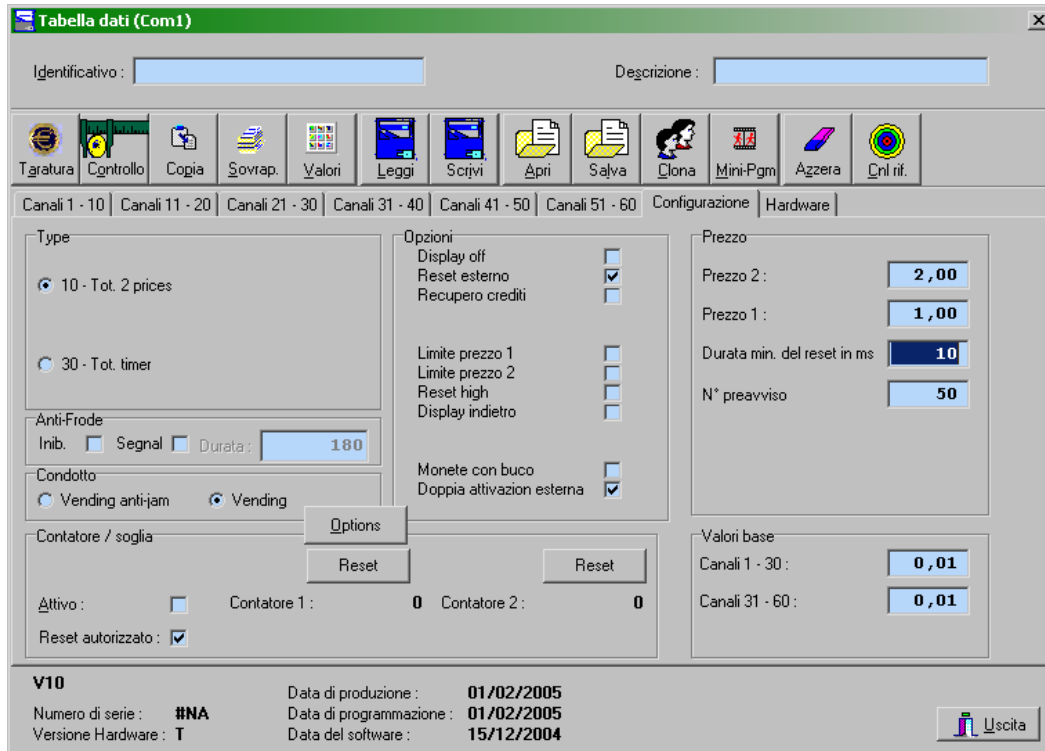 Tabella dati (Com1)
Identificativo :
Descrizione :
Taratura
Controllo
Copia
Sovrap.
Valori
Leggi
Scrivi
Apri
Salva
Clona
Mini-Pgm
Azzera
Cnl rif.
Canali 1 - 10
Canali 11 - 20
Canali 21 - 30
Canali 31 - 40
Canali 41 - 50
Canali 51 - 60
Configurazione
Hardware
Type
10 - Tot. 2 prices
30 - Tot. timer
Anti-Frode
Inib.
Segnal
Durata :
180
Condotto
Vending anti-jam
Vending
Opzioni
Display off
Reset esterno
Recupero crediti
Limite prezzo 1
Limite prezzo 2
Reset high
Display indietro
Monete con buco
Doppia attivazion esterna
Prezzo
Prezzo 2 : 2,00
Prezzo 1 : 1,00
Durata min. del reset in ms 10
N° preavviso 50
Options
Contatore / soglia
Reset
Reset
Attivo :
Contatore 1 : 0
Contatore 2 : 0
Reset autorizzato :
Valori base
Canali 1 - 30 : 0,01
Canali 31 - 60 : 0,01
V10
Numero di serie : #NA
Versione Hardware : T
Data di produzione : 01/02/2005
Data di programmazione : 01/02/2005
Data del software : 15/12/2004
Uscita